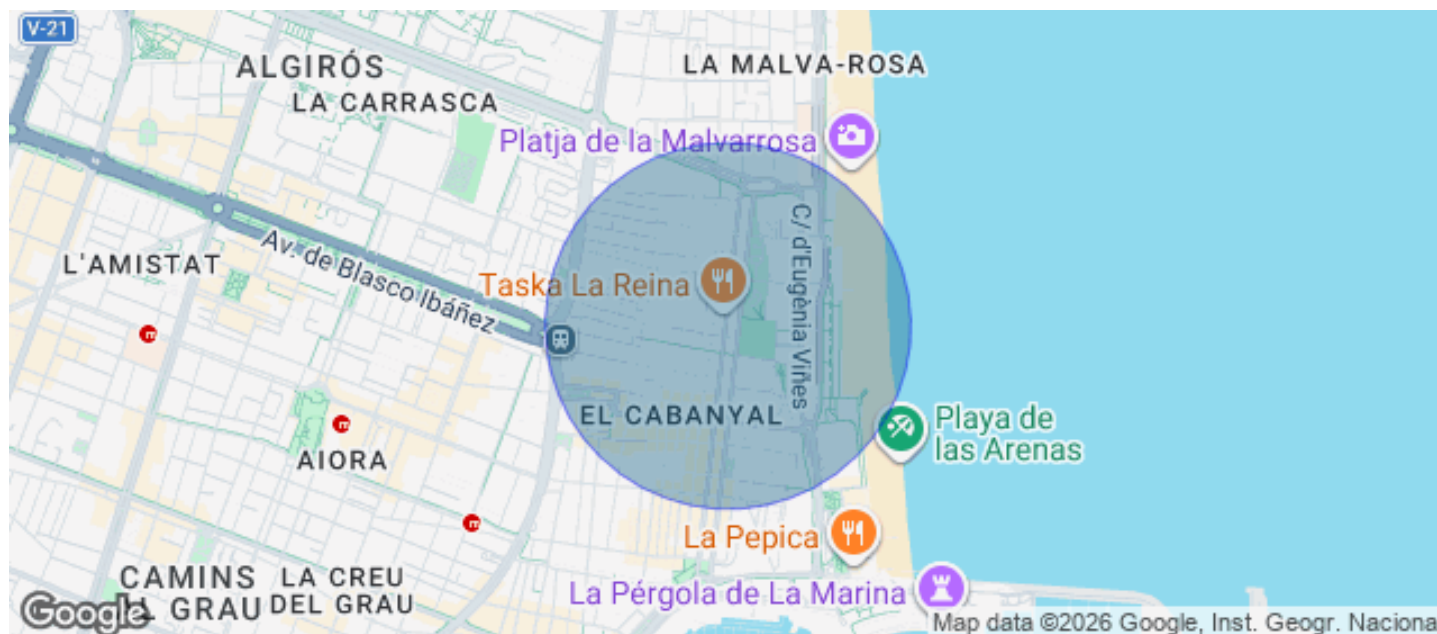 V-21
ALGIRÓS
LA MALVA-ROSA
LA CARRASCA
Platja de la Malvarrosa
C/ d'Eugènia Viñes
Av. de Blasco Ibáñez
L'AMISTAT
Taska La Reina
EL CABANYAL
Playa de
las Arenas
AIORA
La Pepica
CAMINS
L GRAU
LA CREU
DEL GRAU
La Pérgola de La Marina
Google
Map data ©2026 Google, Inst. Geogr. Naciona